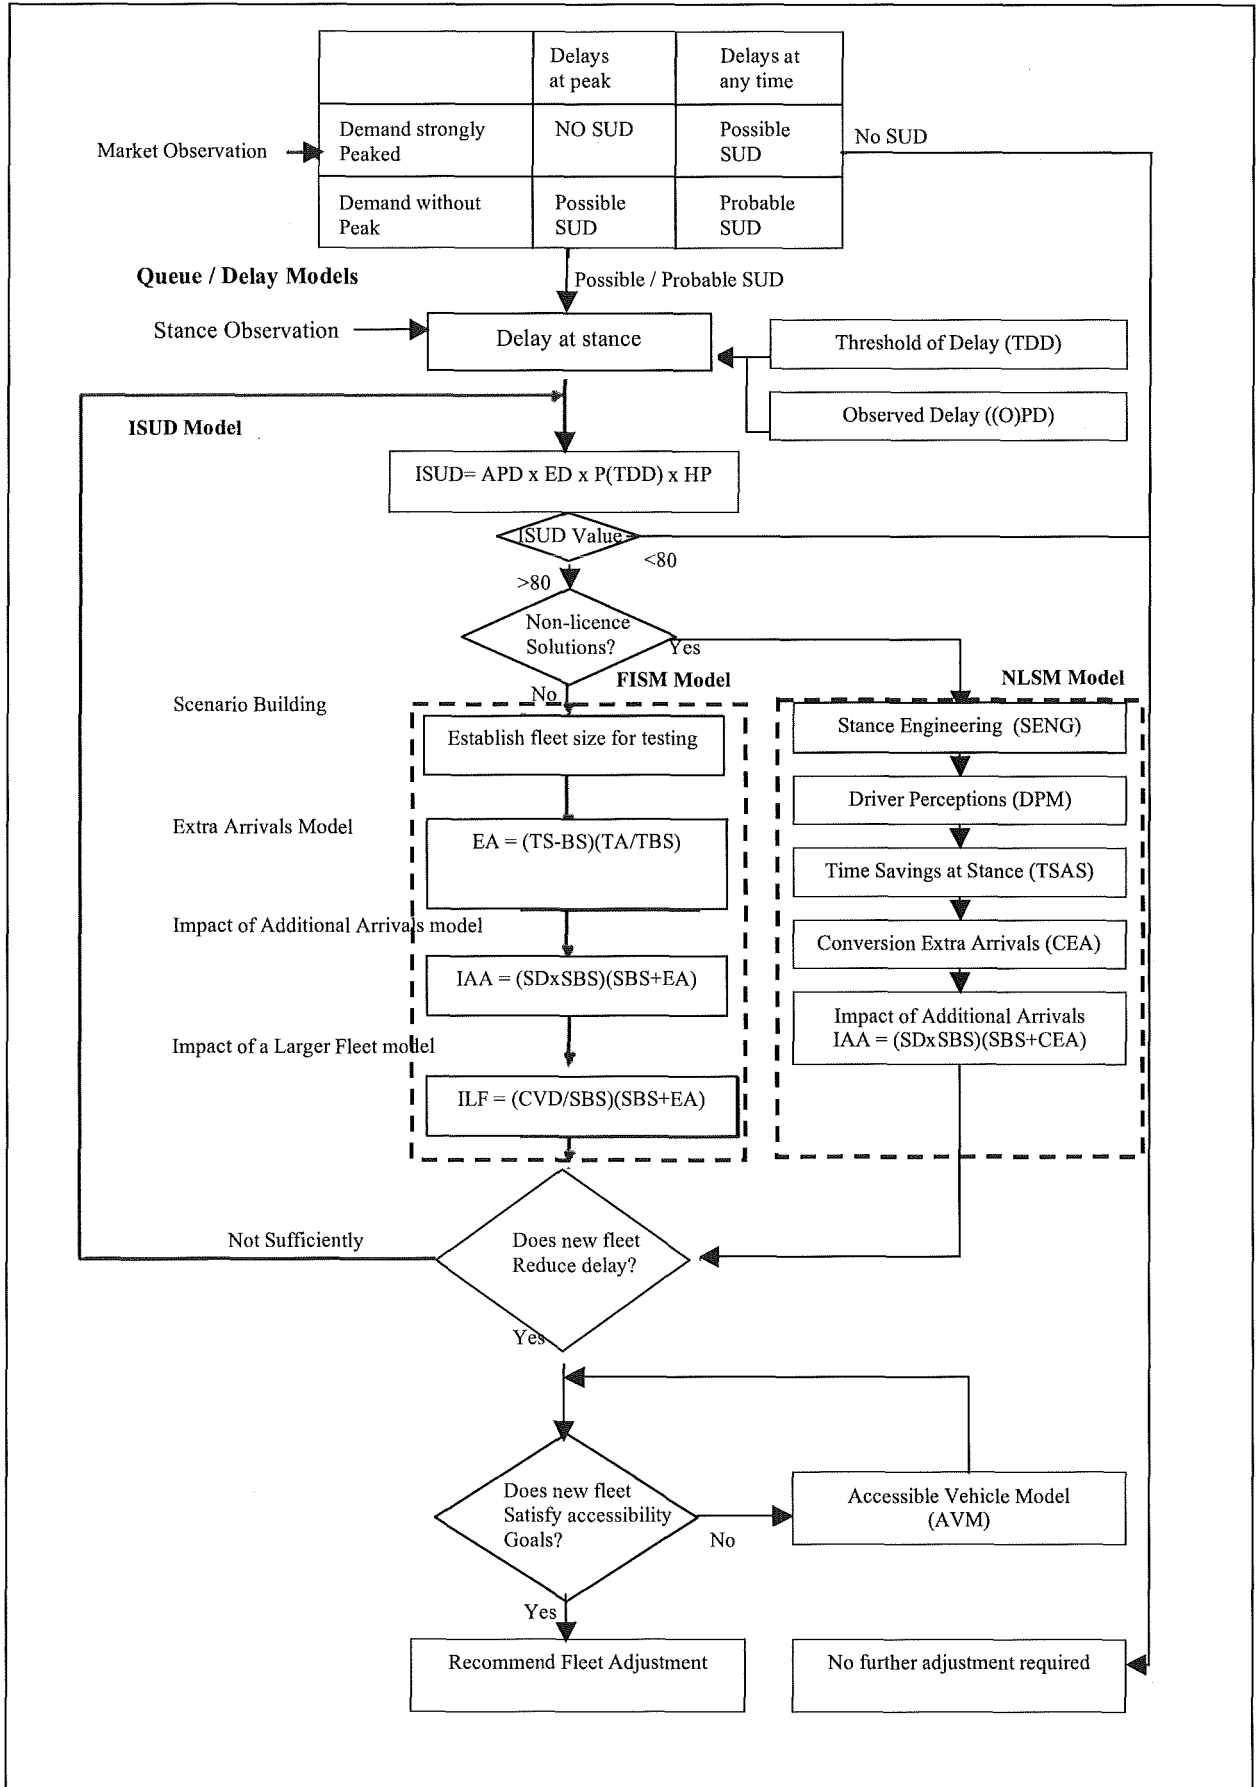 Delays
at peak
Delays at
any time
Demand strongly
Peaked
NO SUD
Possible
SUD
No SUD
Market Observation
Demand without
Peak
Possible
SUD
Probable
SUD
Queue / Delay Models
Possible / Probable SUD
Stance Observation
Delay at stance
Threshold of Delay (TDD)
Observed Delay ((O)PD)
ISUD Model
ISUD= APD x ED x P(TDD) x HP
ISUD Value
<80
>80
Non-licence
Solutions?
Yes
No
FISM Model
NLSM Model
Scenario Building
Establish fleet size for testing
Stance Engineering (SENG)
Driver Perceptions (DPM)
Extra Arrivals Model
EA = (TS-BS)(TA/TBS)
Time Savings at Stance (TSAS)
Impact of Additional Arrivals model
Conversion Extra Arrivals (CEA)
IAA = (SDxSBS)(SBS+EA)
Impact of Additional Arrivals
IAA = (SDxSBS)(SBS+CEA)
Impact of a Larger Fleet model
ILF = (CVD/SBS)(SBS+EA)
Not Sufficiently
Does new fleet
Reduce delay?
Yes
Does new fleet
Satisfy accessibility
Goals?
No
Accessible Vehicle Model
(AVM)
Yes
Recommend Fleet Adjustment
No further adjustment required